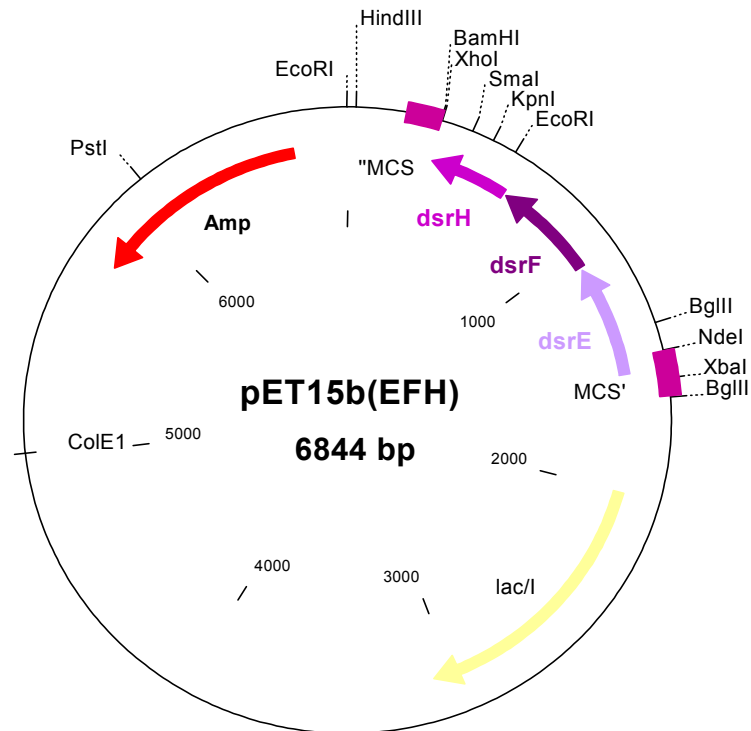 HindIII
EcoRI
BamHI
XhoI
SmaI
KpnI
EcoRI
PstI
"MCS
Amp
dsrH
dsrF
6000
1000
BglII
dsrE
NdeI
XbaI
MCS'
BglII
pET15b(EFH)
6844 bp
ColE1
5000
2000
4000
3000
lac/I